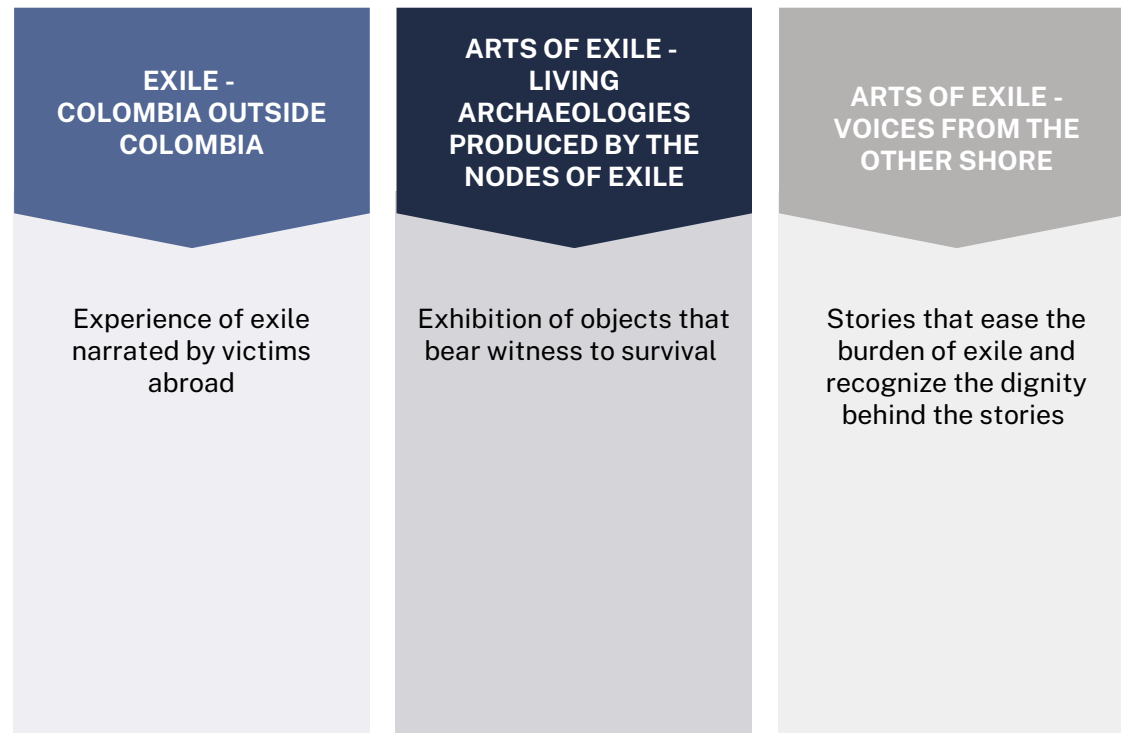 EXILE -
COLOMBIA OUTSIDE
COLOMBIA
Experience of exile
narrated by victims
abroad
ARTS OF EXILE -
LIVING
ARCHAEOLOGIES
PRODUCED BY THE
NODES OF EXILE
Exhibition of objects that
bear witness to survival
ARTS OF EXILE -
VOICES FROM THE
OTHER SHORE
Stories that ease the
burden of exile and
recognize the dignity
behind the stories